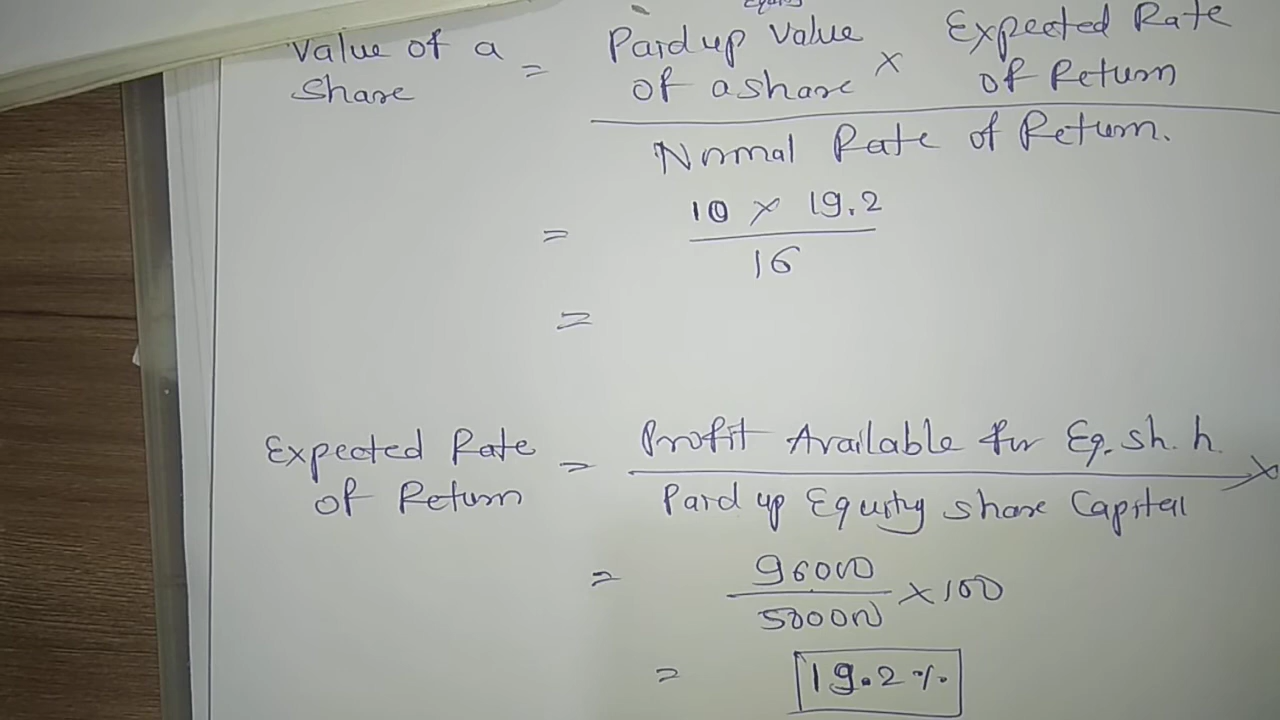 Equity
Value of a share = Paid up Value of a share × Expected Rate of Return
Normal Rate of Return.
= 10 × 19.2
16
=
Expected Rate of Return = Profit Available for Eq. sh. h. ×
Paid up Equity share Capital
= 96000
500000 × 100
= 19.2%